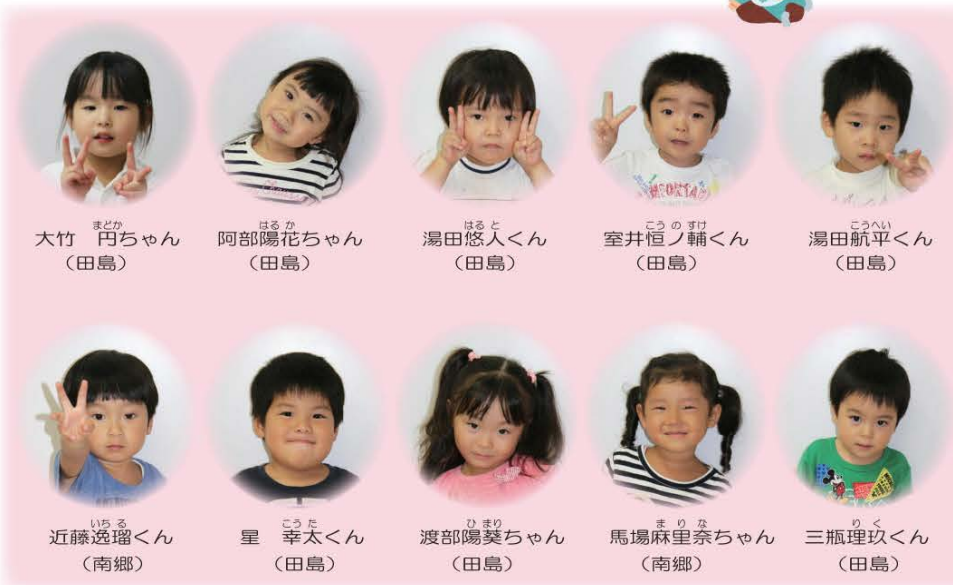 まどか
大竹 円ちゃん
（田島）
はるか
阿部陽花ちゃん
（田島）
はると
湯田悠人くん
（田島）
こうのすけ
室井恒ノ輔くん
（田島）
こうへい
湯田航平くん
（田島）
いちる
近藤逸瑠くん
（南郷）
こうた
星 幸太くん
（田島）
ひまり
渡部陽葵ちゃん
（田島）
まりな
馬場麻里奈ちゃん
（南郷）
りく
三瓶理玖くん
（田島）